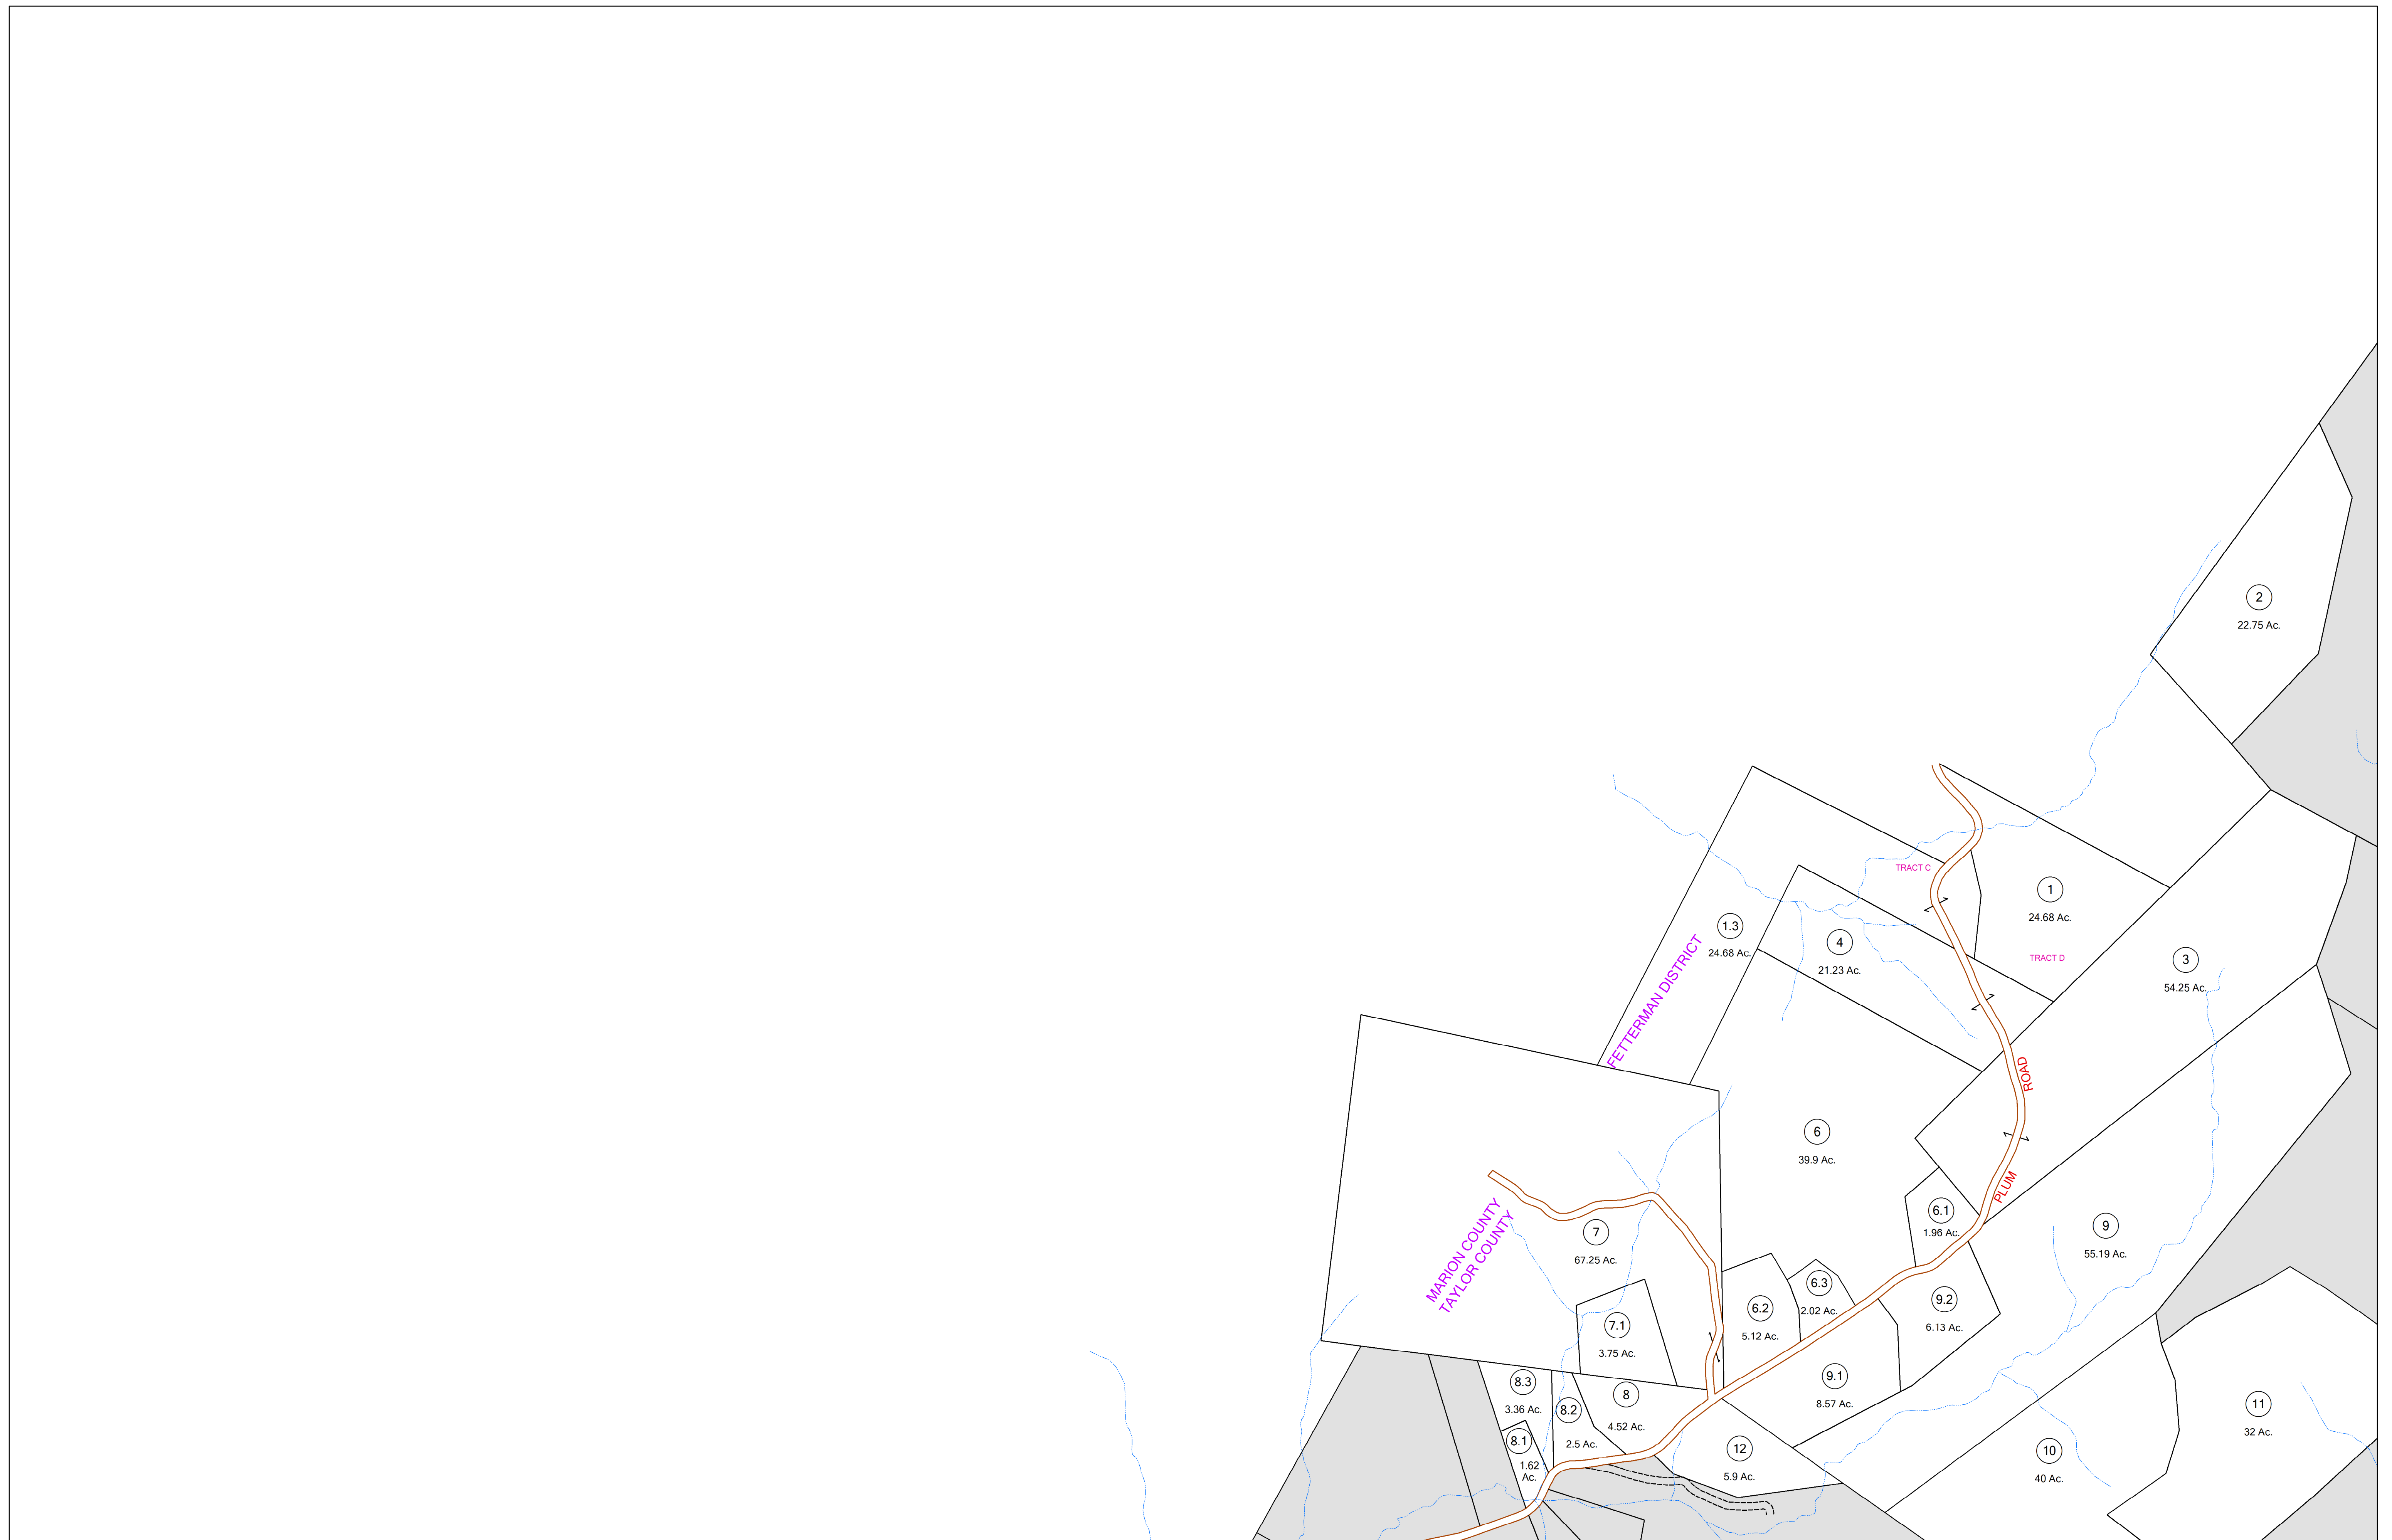 2
22.75 Ac.
TRACT C
1
24.68 Ac.
1.3
24.68 Ac.
4
21.23 Ac.
TRACT D
3
54.25 Ac.
FETTERMAN DISTRICT
ROAD
6
39.9 Ac.
PLUM
6.1
1.96 Ac.
9
55.19 Ac.
7
67.25 Ac.
MARION COUNTY
TAYLOR COUNTY
6.3
2.02 Ac.
6.2
5.12 Ac.
9.2
6.13 Ac.
7.1
3.75 Ac.
8.3
3.36 Ac.
9.1
8.57 Ac.
8
4.52 Ac.
8.2
2.5 Ac.
11
32 Ac.
8.1
1.62
Ac.
12
5.9 Ac.
10
40 Ac.